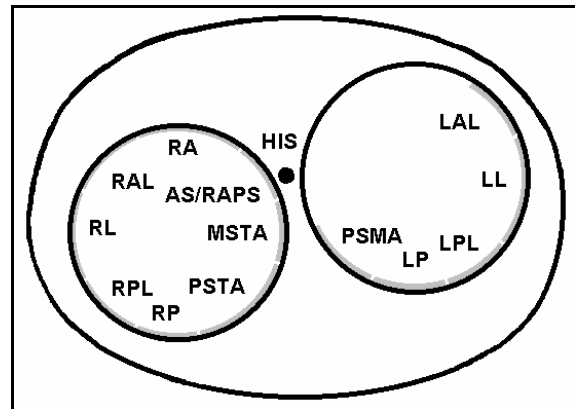 RA
RAL
AS/RAPS
RL
MSTA
RPL
PSTA
RP
HIS
LAL
LL
PSMA
LPL
LP